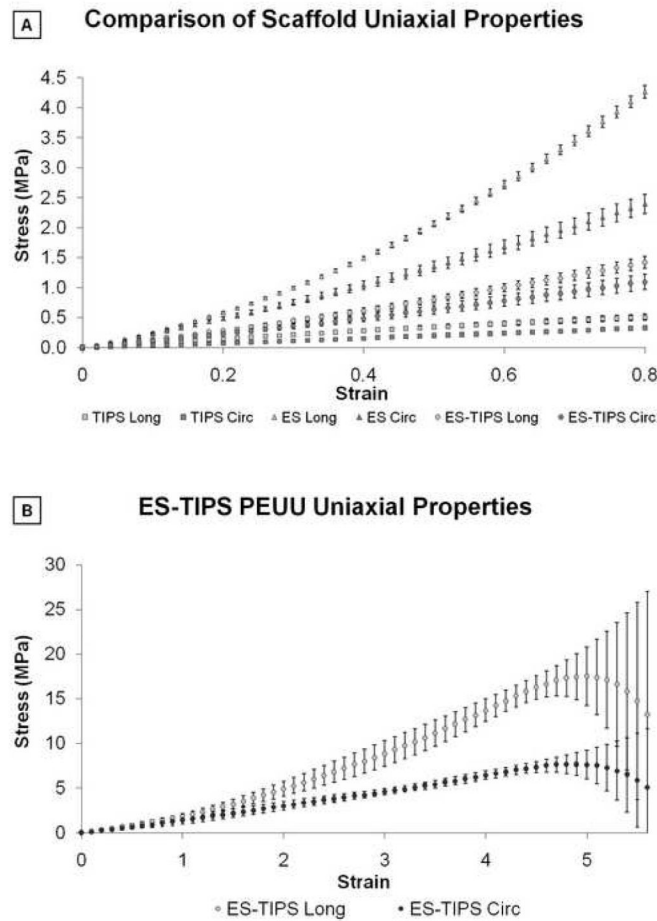 A
Comparison of Scaffold Uniaxial Properties
Stress (MPa)
4.5
4.0
3.5
3.0
2.5
2.0
1.5
1.0
0.5
0.0
0 0.2 0.4 0.6 0.8
Strain
TIPS Long TIPS Circ ES Long ES Circ ES-TIPS Long ES-TIPS Circ
B
ES-TIPS PEUU Uniaxial Properties
Stress (MPa)
30
25
20
15
10
5
0
0 1 2 3 4 5
Strain
ES-TIPS Long ES-TIPS Circ